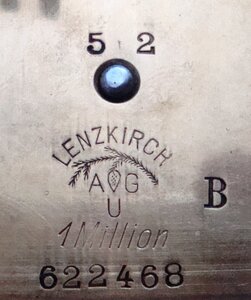 5 2
LENZKIRCH
A G
U
B
1 Million
622468